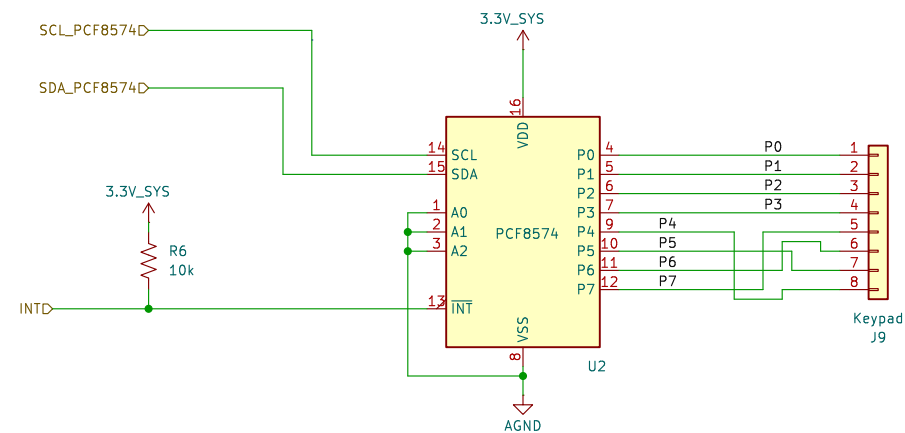 3.3V_SYS
SCL_PCF8574
SDA_PCF8574
16
VDD
14 SCL
15 SDA
1 A0
2 A1
3 A2
13 INT
PCF8574
P0 4
P1 5
P2 6
P3 7
P4 9
P5 10
P6 11
P7 12
P0
P1
P2
P3
P4
P5
P6
P7
1
2
3
4
5
6
7
8
3.3V_SYS
R6
10k
INT
VSS
8
U2
Keypad
J9
AGND